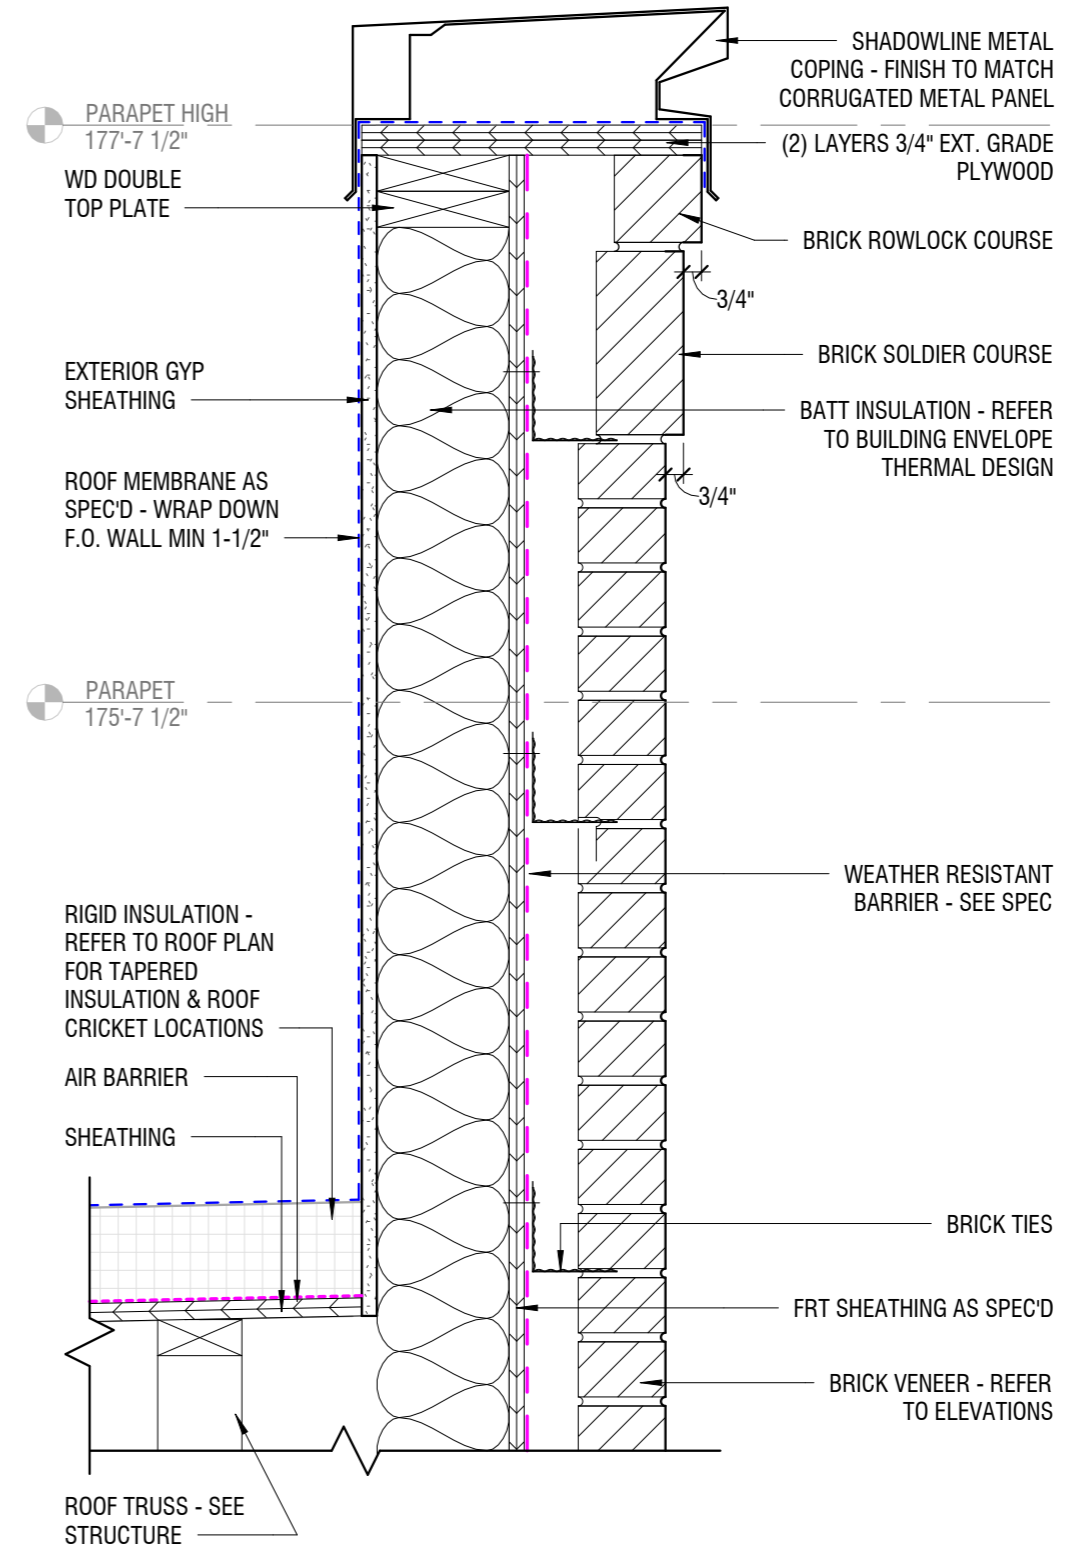 SHADOWLINE METAL
COPING - FINISH TO MATCH
CORRUGATED METAL PANEL
PARAPET HIGH
177'-7 1/2"
(2) LAYERS 3/4" EXT. GRADE
PLYWOOD
WD DOUBLE
TOP PLATE
BRICK ROWLOCK COURSE
3/4"
BRICK SOLDIER COURSE
EXTERIOR GYP
SHEATHING
BATT INSULATION - REFER
TO BUILDING ENVELOPE
THERMAL DESIGN
ROOF MEMBRANE AS
SPEC'D - WRAP DOWN
F.O. WALL MIN 1-1/2"
3/4"
PARAPET
175'-7 1/2"
WEATHER RESISTANT
BARRIER - SEE SPEC
RIGID INSULATION -
REFER TO ROOF PLAN
FOR TAPERED
INSULATION & ROOF
CRICKET LOCATIONS
AIR BARRIER
SHEATHING
BRICK TIES
FRT SHEATHING AS SPEC'D
BRICK VENEER - REFER
TO ELEVATIONS
ROOF TRUSS - SEE
STRUCTURE